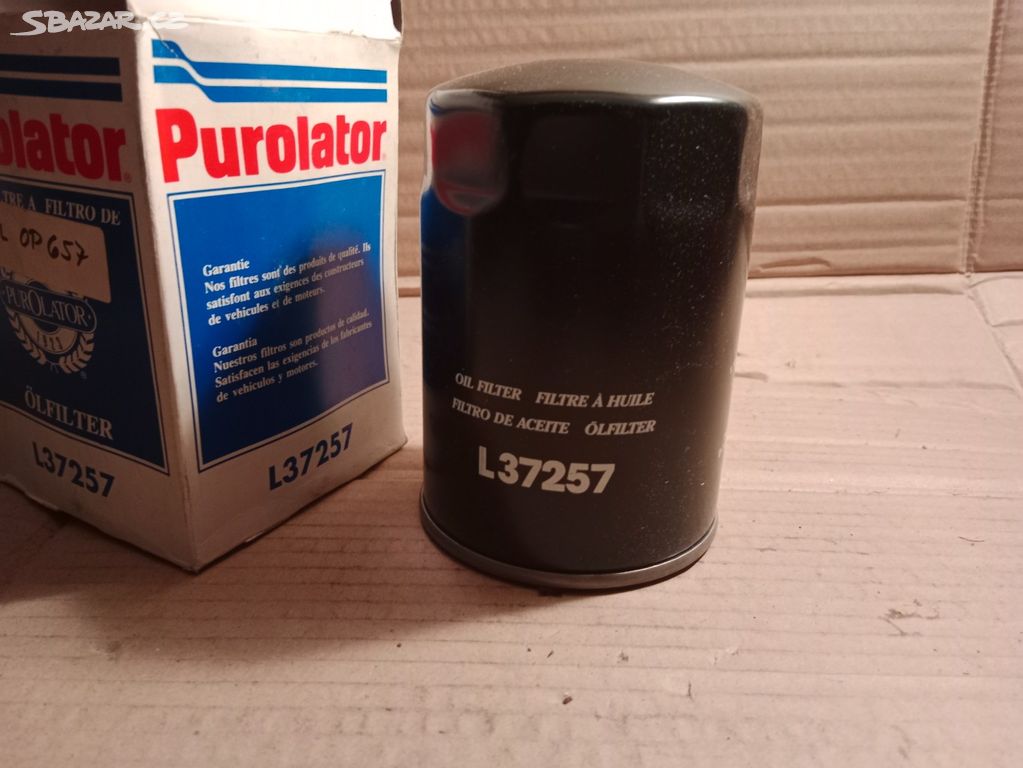 SBAZAR.CZ
olator
FILTRO DE
OP657
PUROLATOR
ÖLFILTER
L37257
Purolator
Garantie
Nos filtres sont des produits de qualité. Ils
satisfont aux exigences des constructeurs
de vehicules et de moteurs.
Garantia
Nuestros filtros son productos de calidad.
Satisfacen las exigencias de los fabricantes
de vehiculos y motores.
L37257
OIL FILTER FILTRE À HUILE
FILTRO DE ACEITE ÖLFILTER
L37257